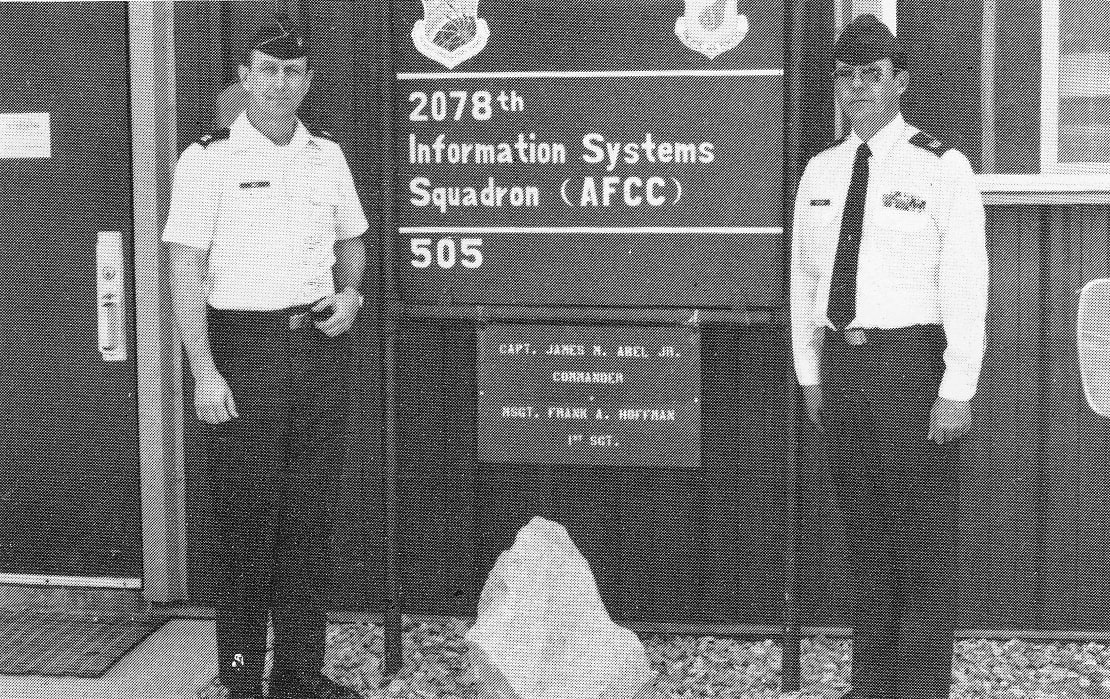 2078th
Information Systems
Squadron (AFCC)
505
CAPT. JAMES M. ABEL JR.
COMMANDER
MSGT. FRANK A. HOFFMAN
1ST SGT.